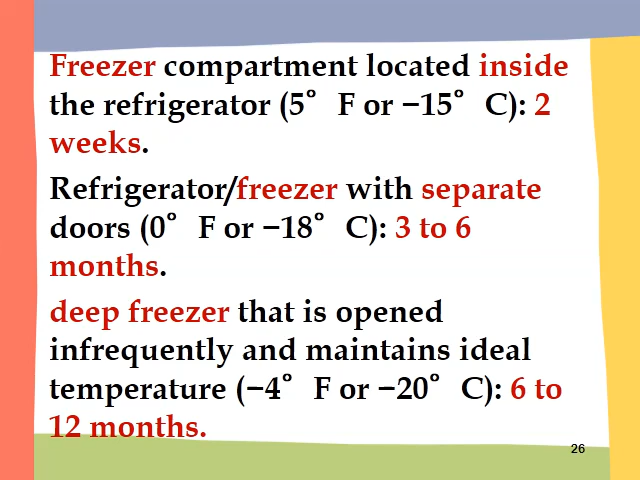 Freezer compartment located inside
the refrigerator (5° F or −15° C): 2
weeks.
Refrigerator/freezer with separate
doors (0° F or −18° C): 3 to 6
months.
deep freezer that is opened
infrequently and maintains ideal
temperature (−4° F or −20° C): 6 to
12 months.
26